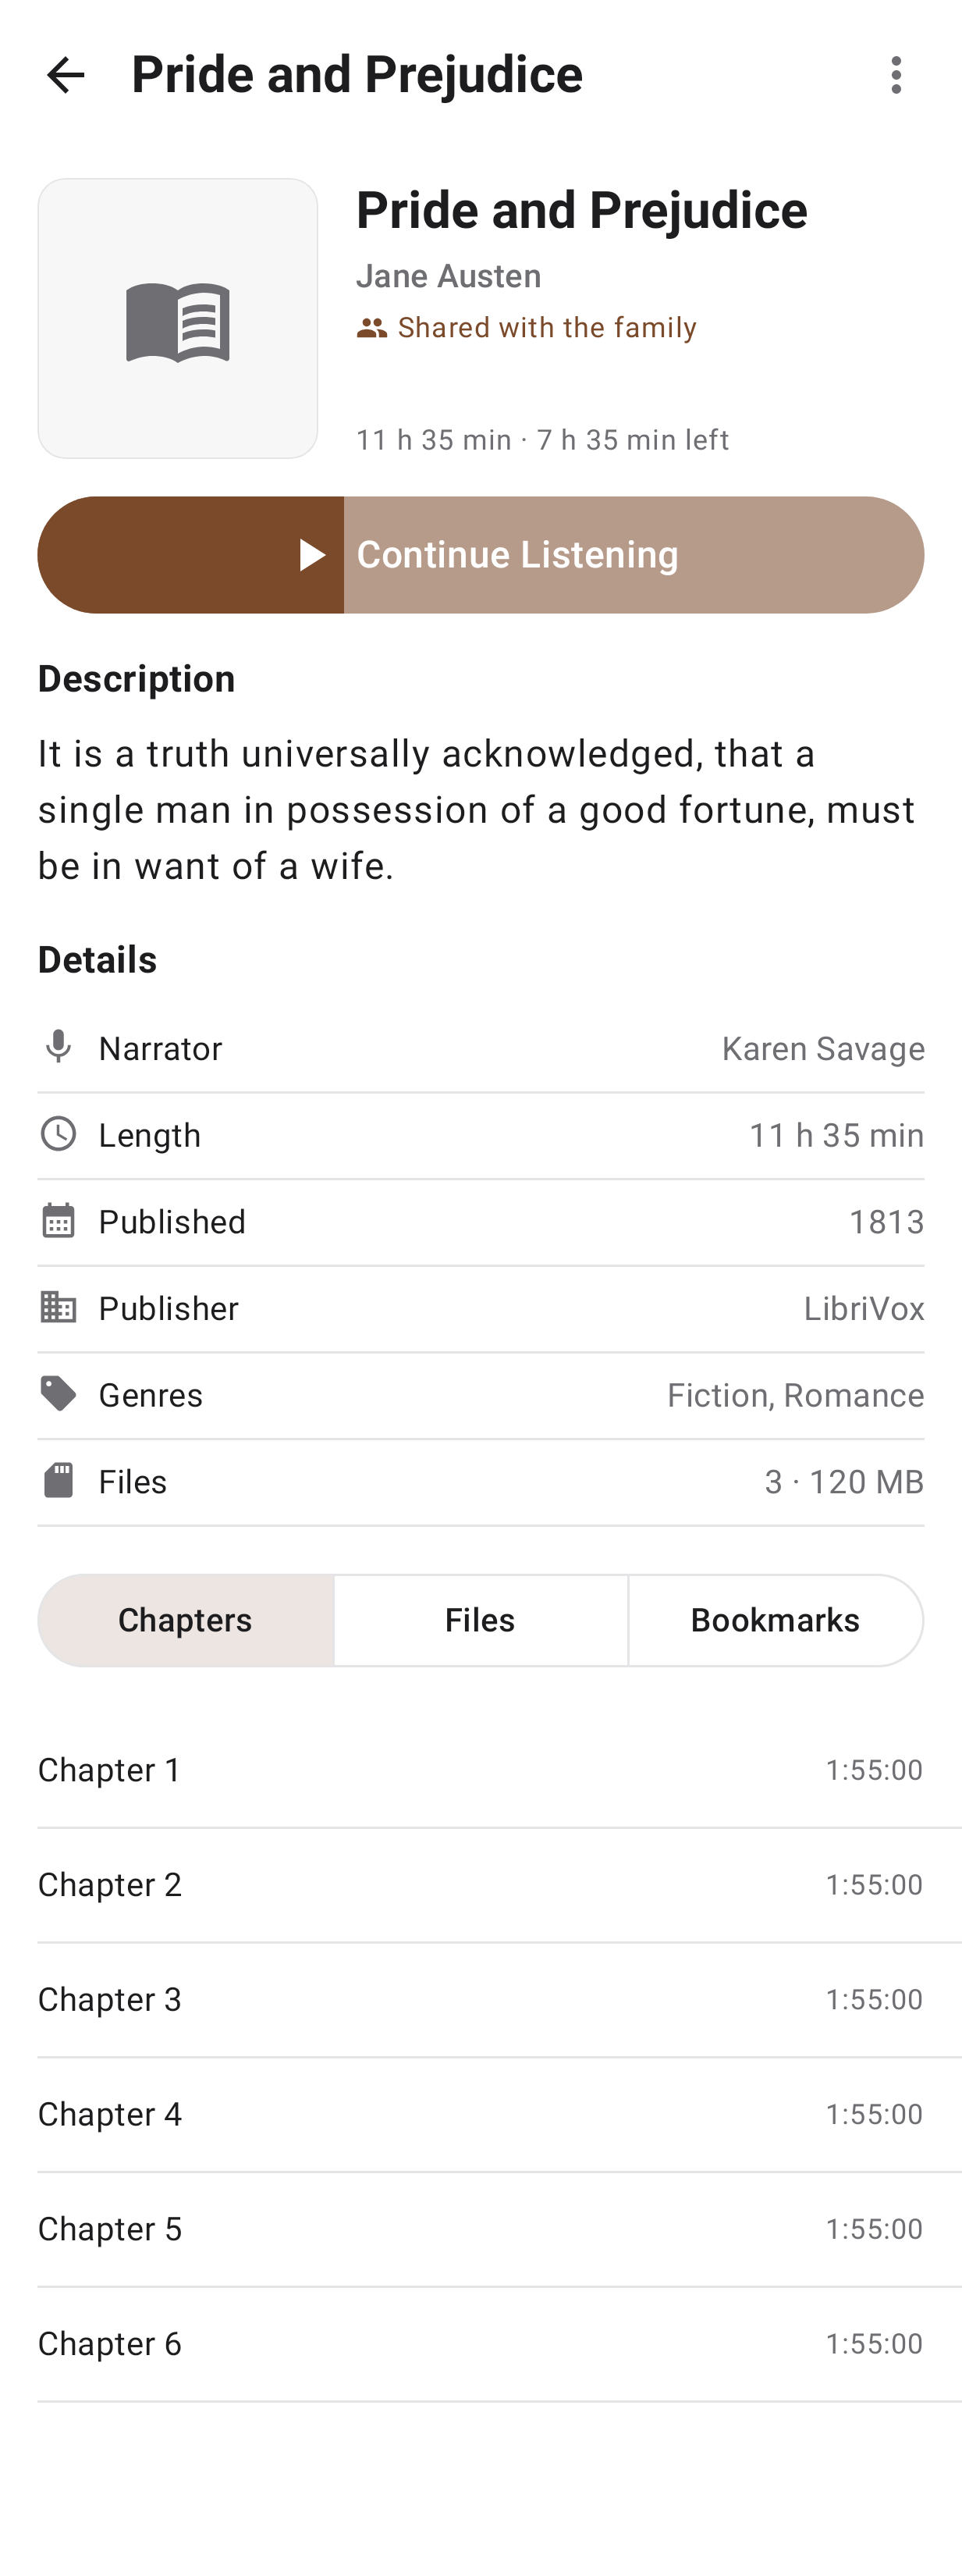 Pride and Prejudice
Pride and Prejudice
Jane Austen
Shared with the family
11 h 35 min · 7 h 35 min left
Continue Listening
Description
It is a truth universally acknowledged, that a
single man in possession of a good fortune, must
be in want of a wife.
Details
Narrator Karen Savage
Length 11 h 35 min
Published 1813
Publisher LibriVox
Genres Fiction, Romance
Files 3 · 120 MB
Chapters Files Bookmarks
Chapter 1 1:55:00
Chapter 2 1:55:00
Chapter 3 1:55:00
Chapter 4 1:55:00
Chapter 5 1:55:00
Chapter 6 1:55:00